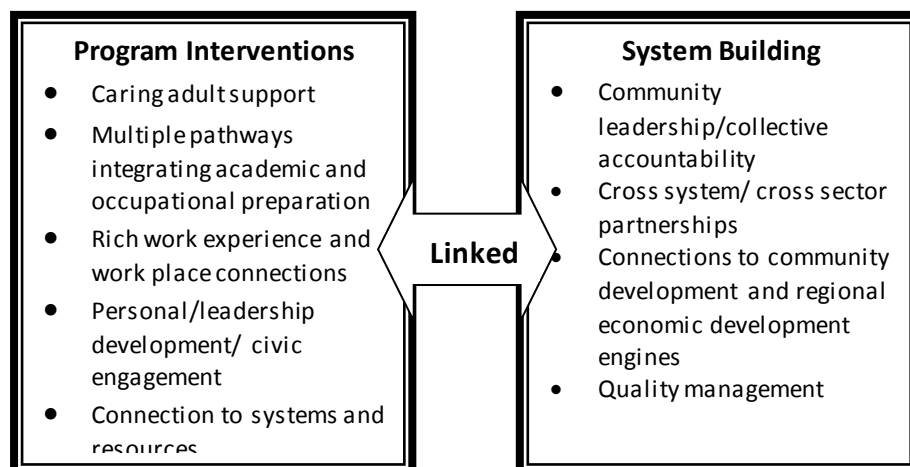 Program Interventions
• Caring adult support
• Multiple pathways
integrating academic and
occupational preparation
• Rich work experience and
work place connections
• Personal/leadership
development/ civic
engagement
• Connection to systems and
resources
Linked
System Building
• Community
leadership/collective
accountability
• Cross system/ cross sector
partnerships
• Connections to community
development and regional
economic development
engines
• Quality management